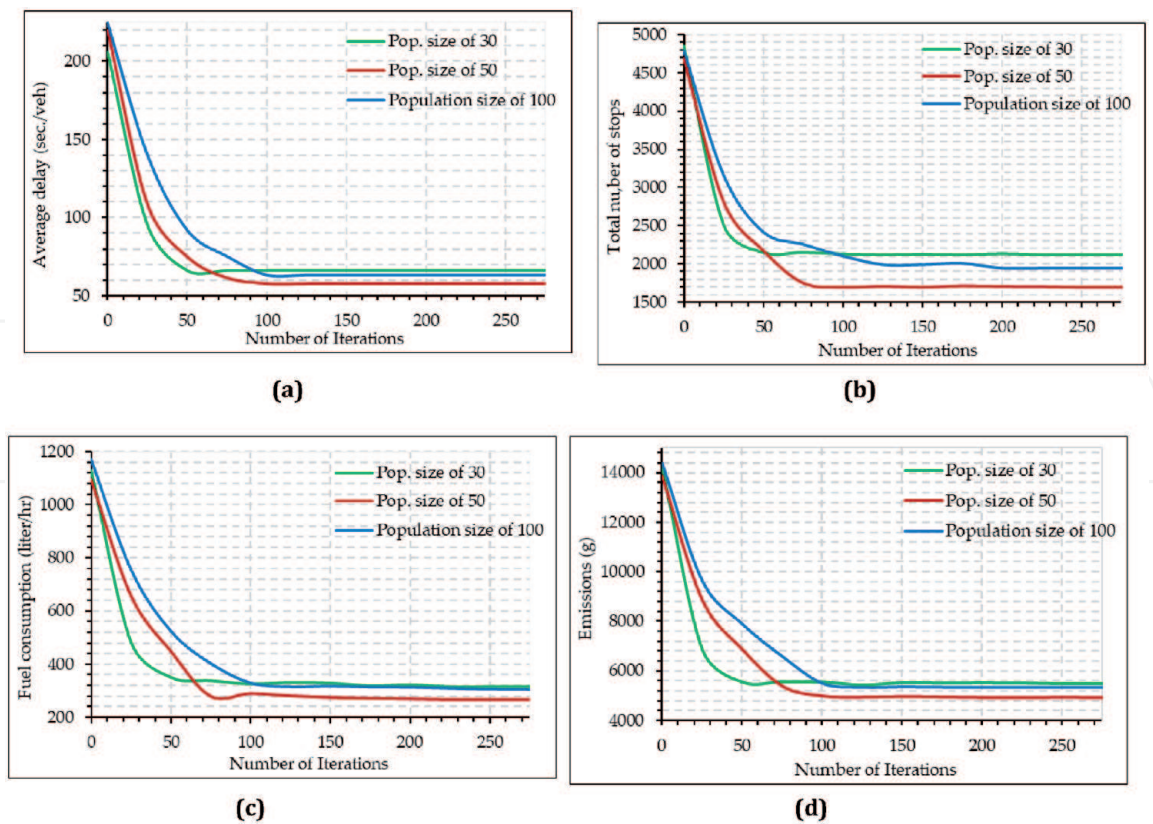 Average delay (sec./veh)
200
150
100
50
Pop. size of 30
Pop. size of 50
Population size of 100
0 50 100 150 200 250
Number of Iterations
(a)
Total nu,ber of stops
5000
4500
4000
3500
3000
2500
2000
1500
Pop. size of 30
Pop. size of 50
Population size of 100
0 50 100 150 200 250
Number of Iterations
(b)
Fuel consumption (liter/hr)
1200
1000
800
600
400
200
Pop. size of 30
Pop. size of 50
Population size of 100
0 50 100 150 200 250
Number of Iterations
(c)
Emissions (g)
14000
12000
10000
8000
6000
4000
Pop. size of 30
Pop. size of 50
Population size of 100
0 50 100 150 200 250
Number of Iterations
(d)